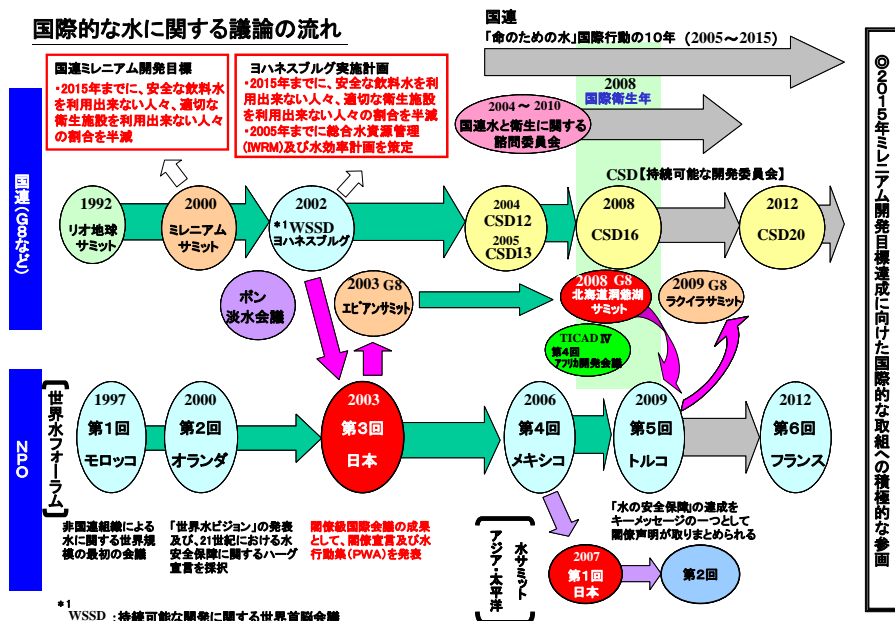 国際的な水に関する議論の流れ
国連
「命のための水」国際行動の10年 (2005～2015)
国連ミレニアム開発目標
・2015年までに、安全な飲料水
を利用出来ない人々、適切な
衛生施設を利用出来ない人々
の割合を半減
ヨハネスブルグ実施計画
・2015年までに、安全な飲料水を利
用出来ない人々、適切な衛生施設
を利用出来ない人々の割合を半減
・2005年までに総合水資源管理
(IWRM)及び水効率計画を策定
2008
国際衛生年
2004～2010
国連水と衛生に関する
諮問委員会
国連(G8など)
CSD【持続可能な開発委員会】
1992
リオ地球
サミット
2000
ミレニアム
サミット
2002
*1 WSSD
ヨハネスブルグ
2004
CSD12
2005
CSD13
2008
CSD16
2012
CSD20
ボン
淡水会議
2003 G8
エビアンサミット
2008 G8
北海道洞爺湖
サミット
2009 G8
ラクイラサミット
TICAD Ⅳ
第4回
アフリカ開発会議
NPO
世界水フォーラム
1997
第1回
モロッコ
2000
第2回
オランダ
2003
第3回
日本
2006
第4回
メキシコ
2009
第5回
トルコ
2012
第6回
フランス
非国連組織による
水に関する世界規
模の最初の会議
「世界水ビジョン」の発表
及び、21世紀における水
安全保障に関するハーグ
宣言を採択
閣僚級国際会議の成果
として、閣僚宣言及び水
行動集(PWA)を発表
「水の安全保障」の達成を
キーメッセージの一つとして
閣僚声明が取りまとめられる
アジア・太平洋
水サミット
2007
第1回
日本
第2回
*1
WSSD :持続可能な開発に関する世界首脳会議
◎2015年ミレニアム開発目標達成に向けた国際的な取組への積極的な参画